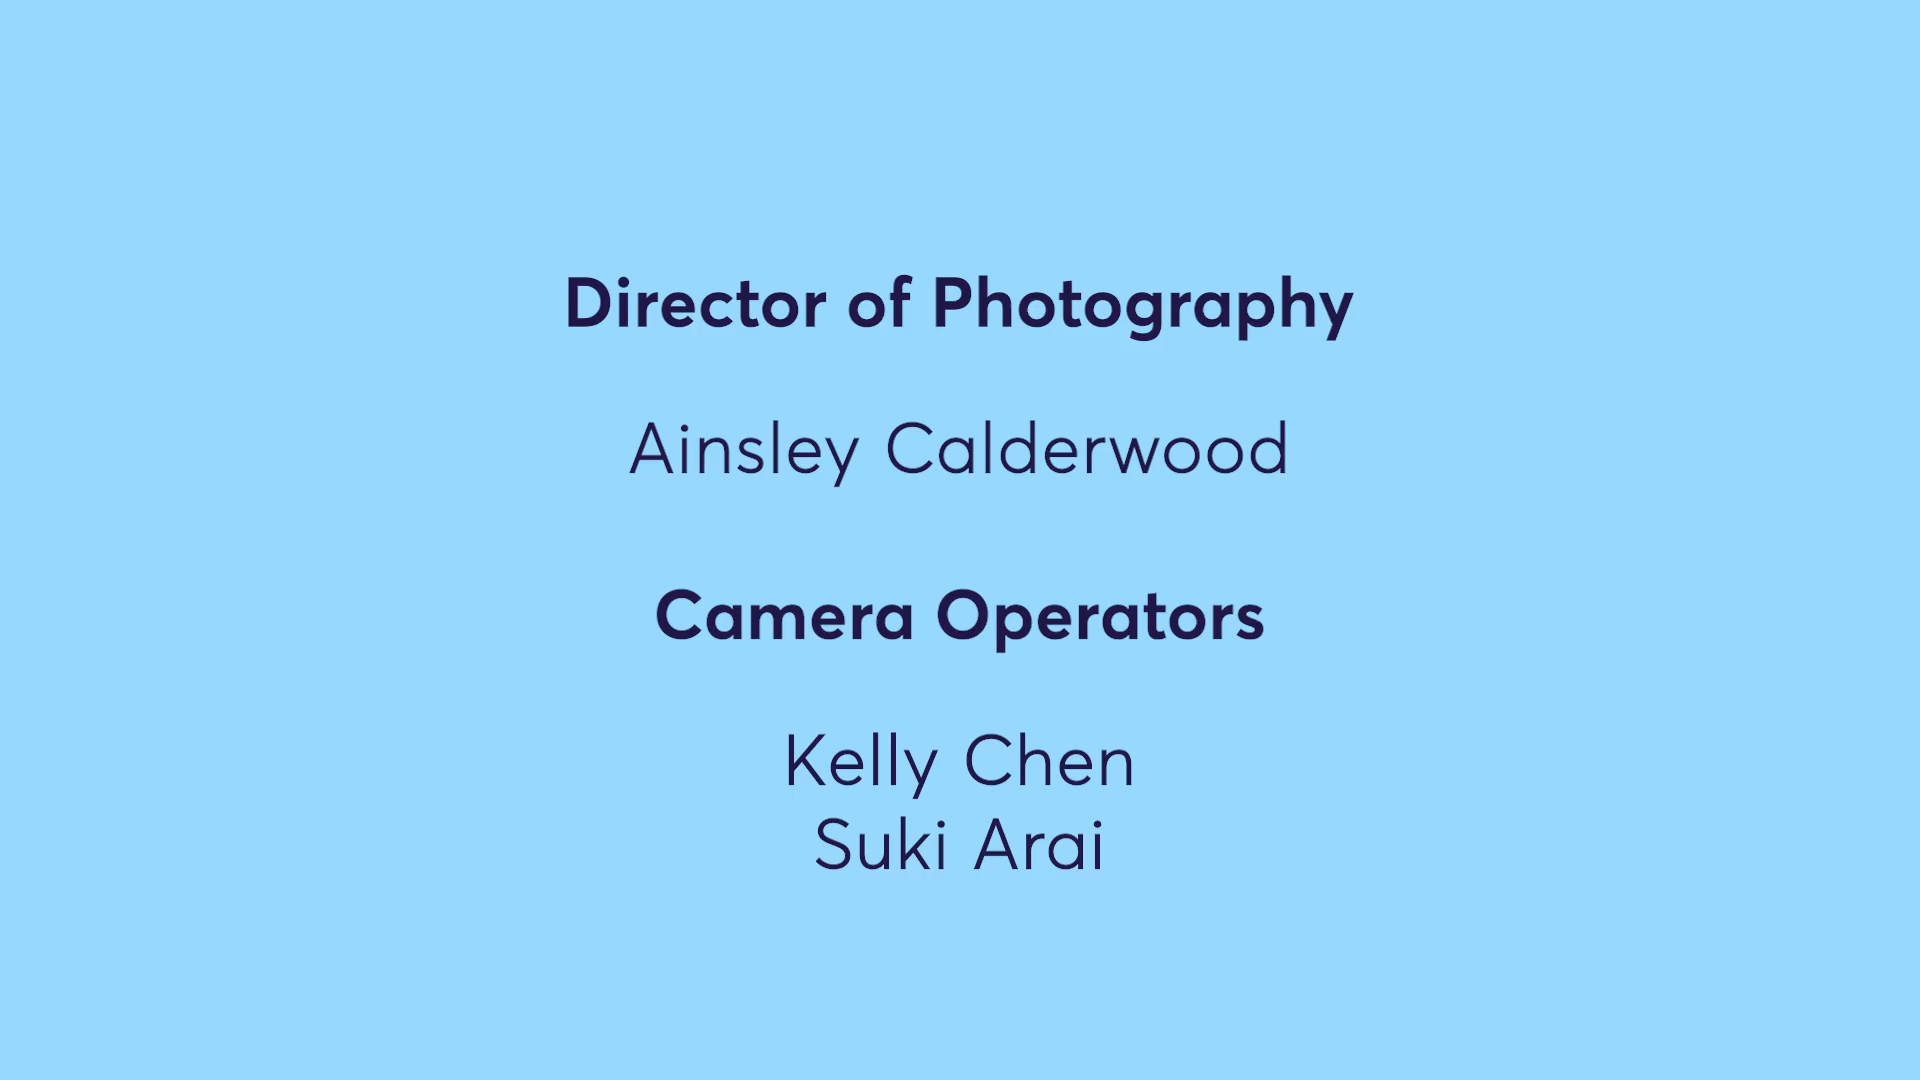 Director of Photography
Ainsley Calderwood
Camera Operators
Kelly Chen
Suki Arai